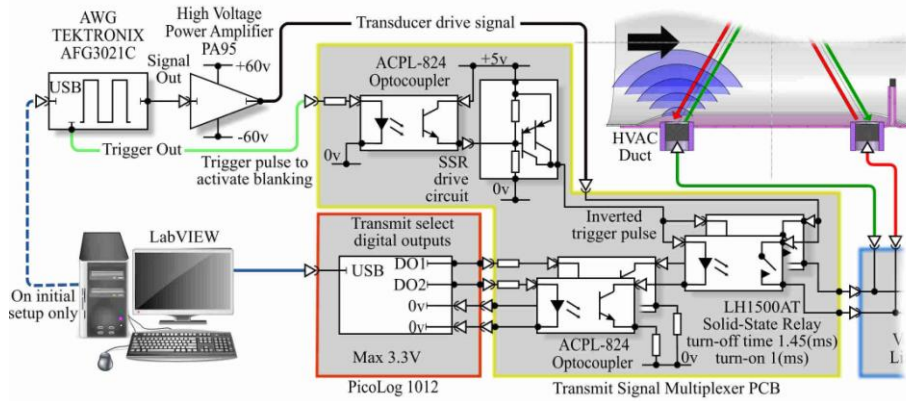 AWG
TEKTRONIX
AFG3021C
USB
Signal
Out
High Voltage
Power Amplifier
PA95
+60v
-60v
Trigger Out
Transducer drive signal
Trigger pulse to
activate blanking
ACPL-824
Optocoupler
+5v
0v
SSR
drive
circuit
0v
HVAC
Duct
Inverted
trigger pulse
LabVIEW
On initial
setup only
Transmit select
digital outputs
USB
DO1
DO2
0v
0v
Max 3.3V
PicoLog 1012
ACPL-824
Optocoupler
0v
LH1500AT
Solid-State Relay
turn-off time 1.45(ms)
turn-on 1(ms)
Transmit Signal Multiplexer PCB
V
Li